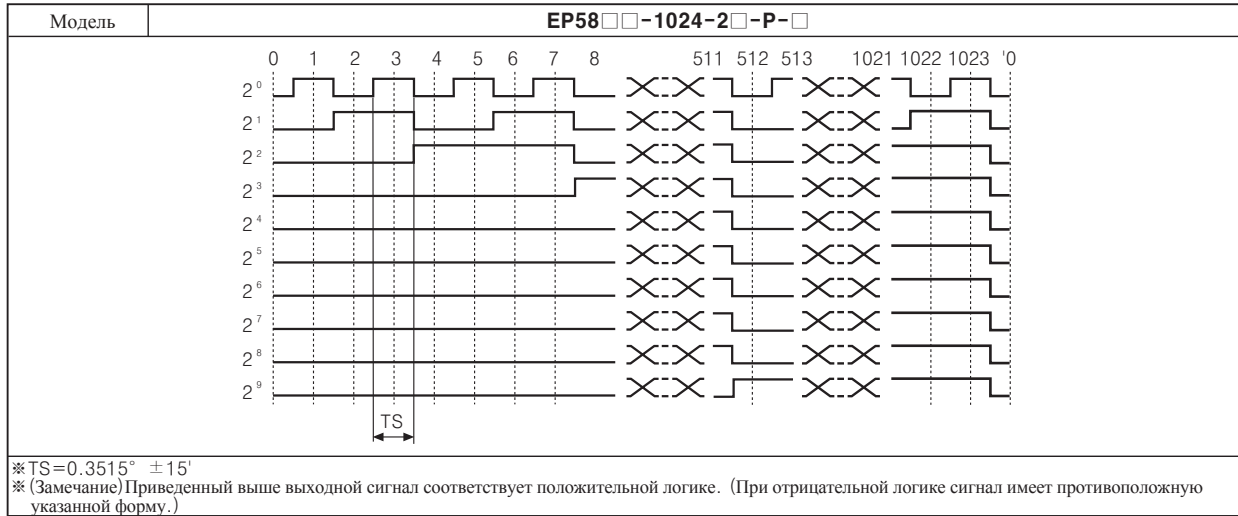 Модель EP58□□-1024-2□-P-□
0 1 2 3 4 5 6 7 8 511 512 513 1021 1022 1023 '0
2⁰
2¹
2²
2³
2⁴
2⁵
2⁶
2⁷
2⁸
2⁹
TS
※TS=0.3515° ±15'
※(Замечание)Приведенный выше выходной сигнал соответствует положительной логике. (При отрицательной логике сигнал имеет противоположную
указанной форму.)